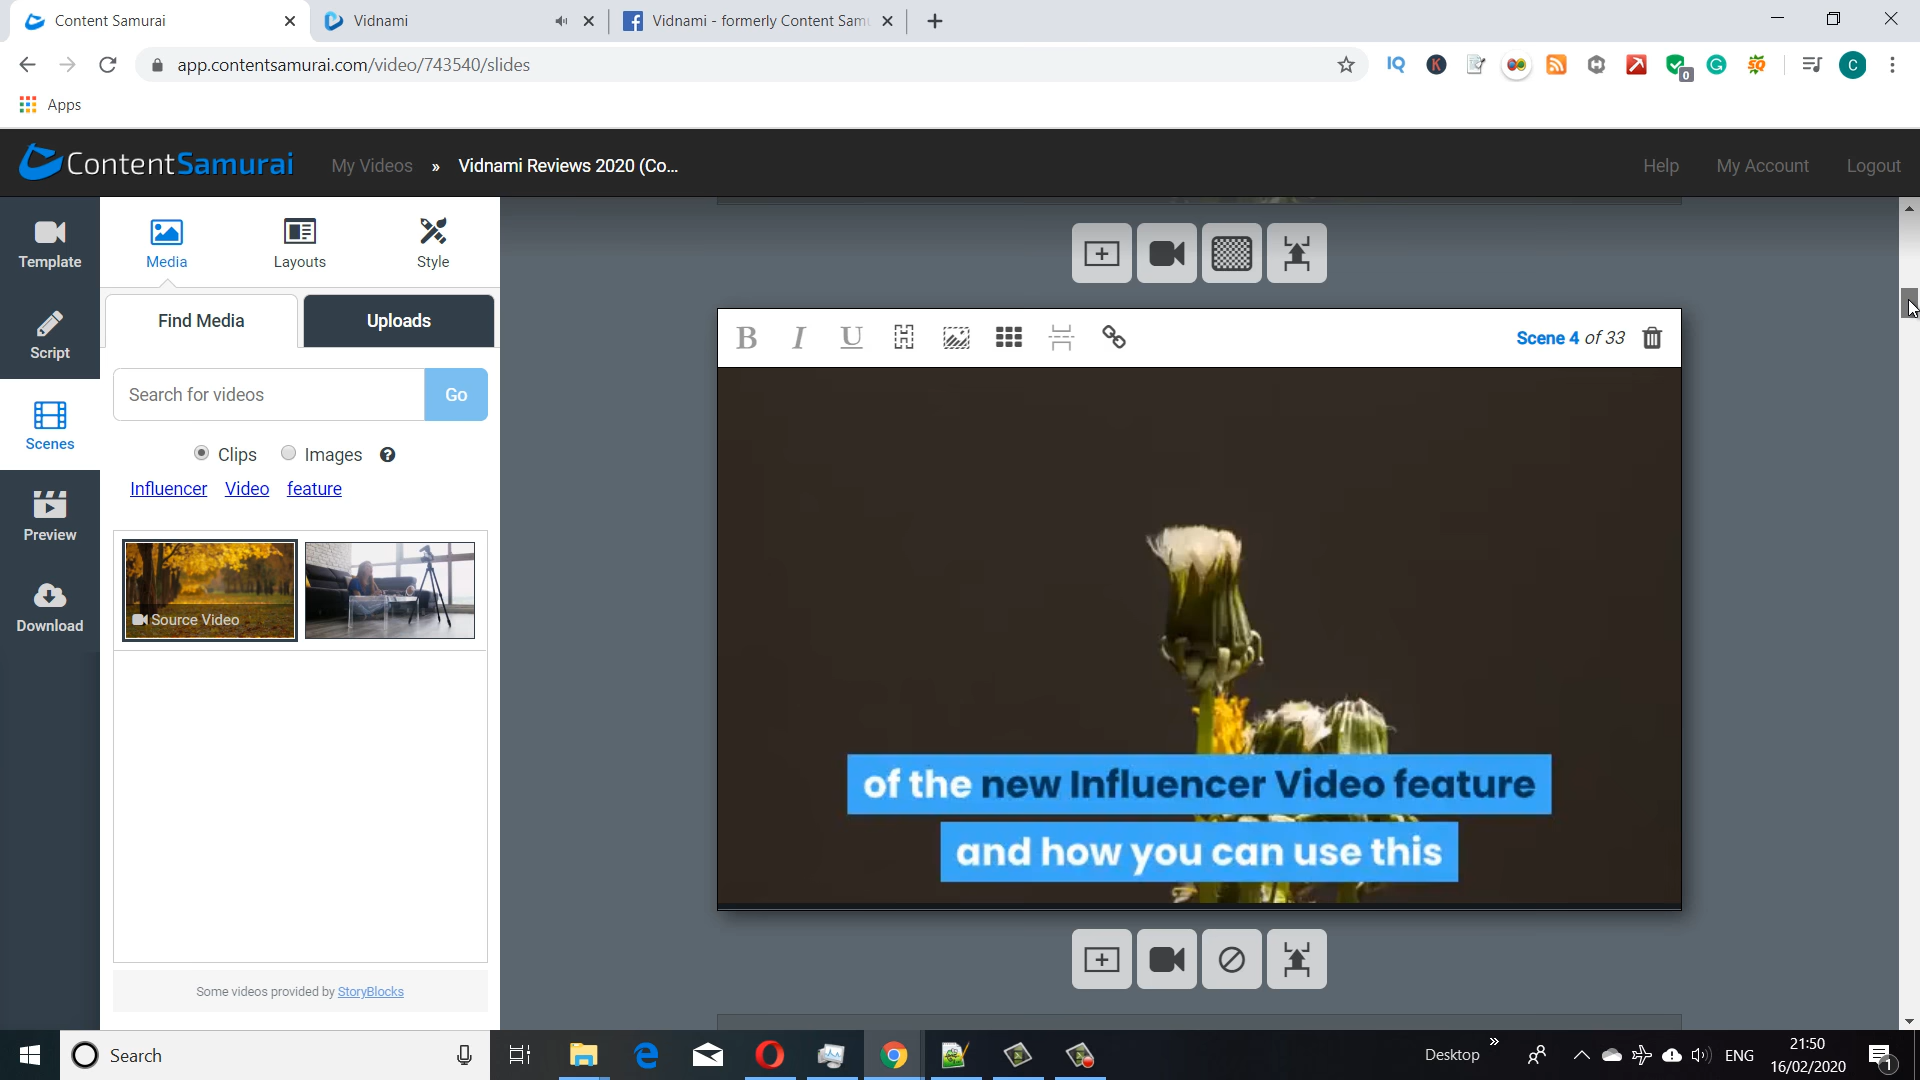 Content Samurai
Vidnami
Vidnami - formerly Content Sam
app.contentsamurai.com/video/743540/slides
IQ
K
0
C
Apps
ContentSamurai
My Videos » Vidnami Reviews 2020 (Co...
Help
My Account
Logout
Template
Script
Scenes
Preview
Download
Media
Layouts
Style
Find Media
Uploads
Search for videos
Go
Clips
Images
Influencer Video feature
Source Video
Some videos provided by StoryBlocks
B I U
Scene 4 of 33
of the new Influencer Video feature
and how you can use this
Search
Desktop
ENG
21:50
16/02/2020
1